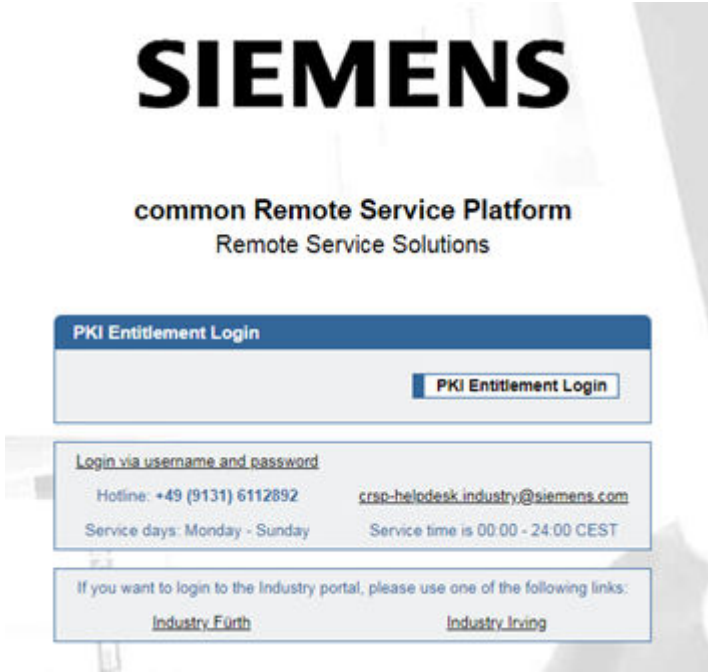 SIEMENS
common Remote Service Platform
Remote Service Solutions
PKI Entitlement Login
PKI Entitlement Login
Login via username and password
Hotline: +49 (9131) 6112892 crsp-helpdesk.industry@siemens.com
Service days: Monday - Sunday Service time is 00:00 - 24:00 CEST
If you want to login to the Industry portal, please use one of the following links:
Industry Fürth Industry Irving